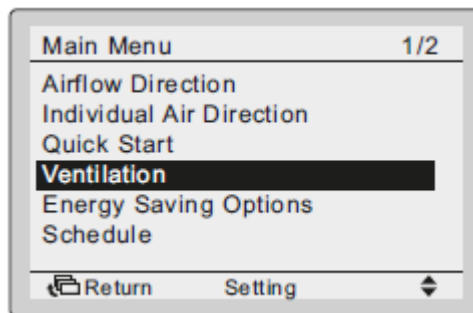 Main Menu 1/2
Airflow Direction
Individual Air Direction
Quick Start
Ventilation
Energy Saving Options
Schedule
Return Setting